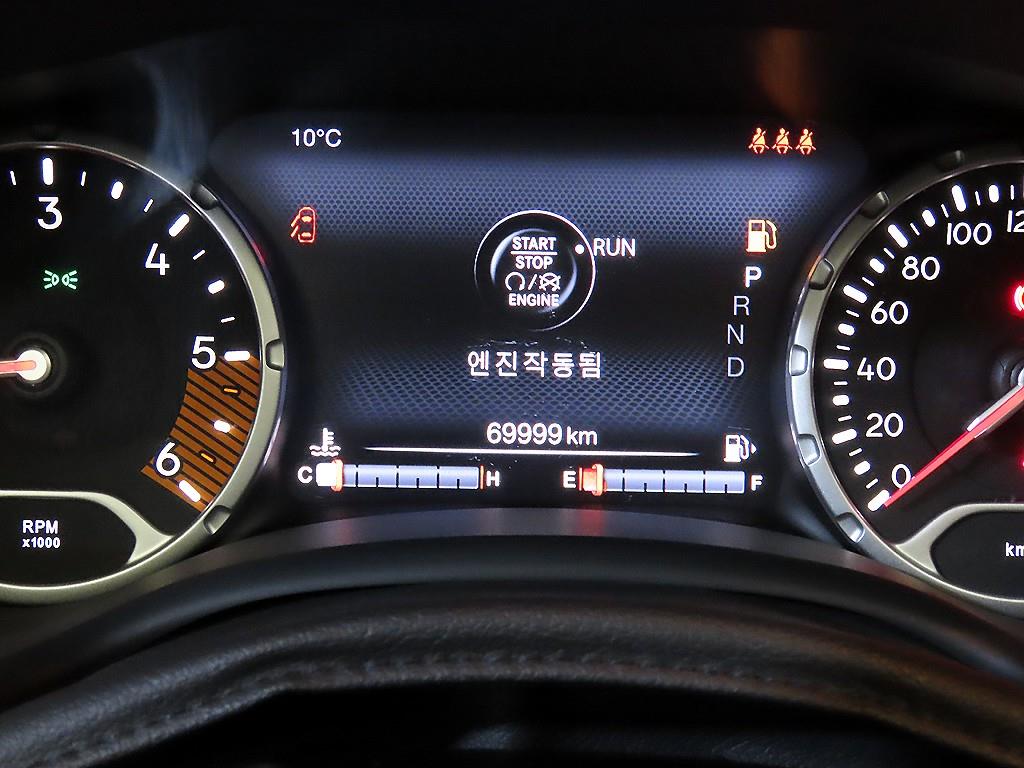 10°C
3
4
5
6
RPM
x1000
START
STOP
ENGINE
RUN
엔진작동됨
P
R
N
D
69999 km
C H
E F
100
80
60
40
20
0